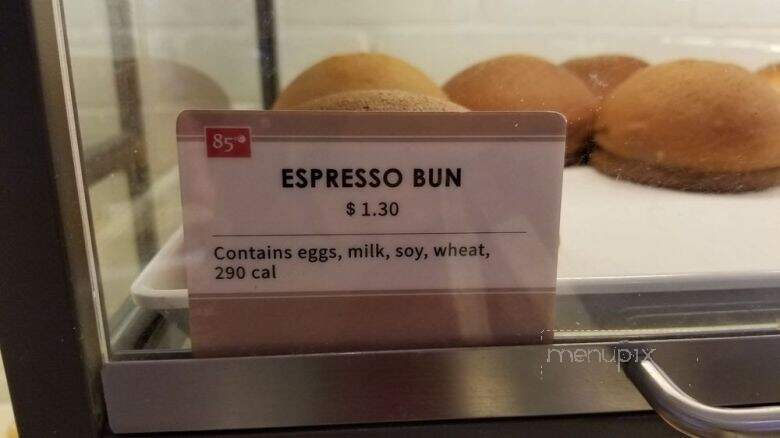 85°
ESPRESSO BUN
$ 1.30
Contains eggs, milk, soy, wheat,
290 cal
menupix